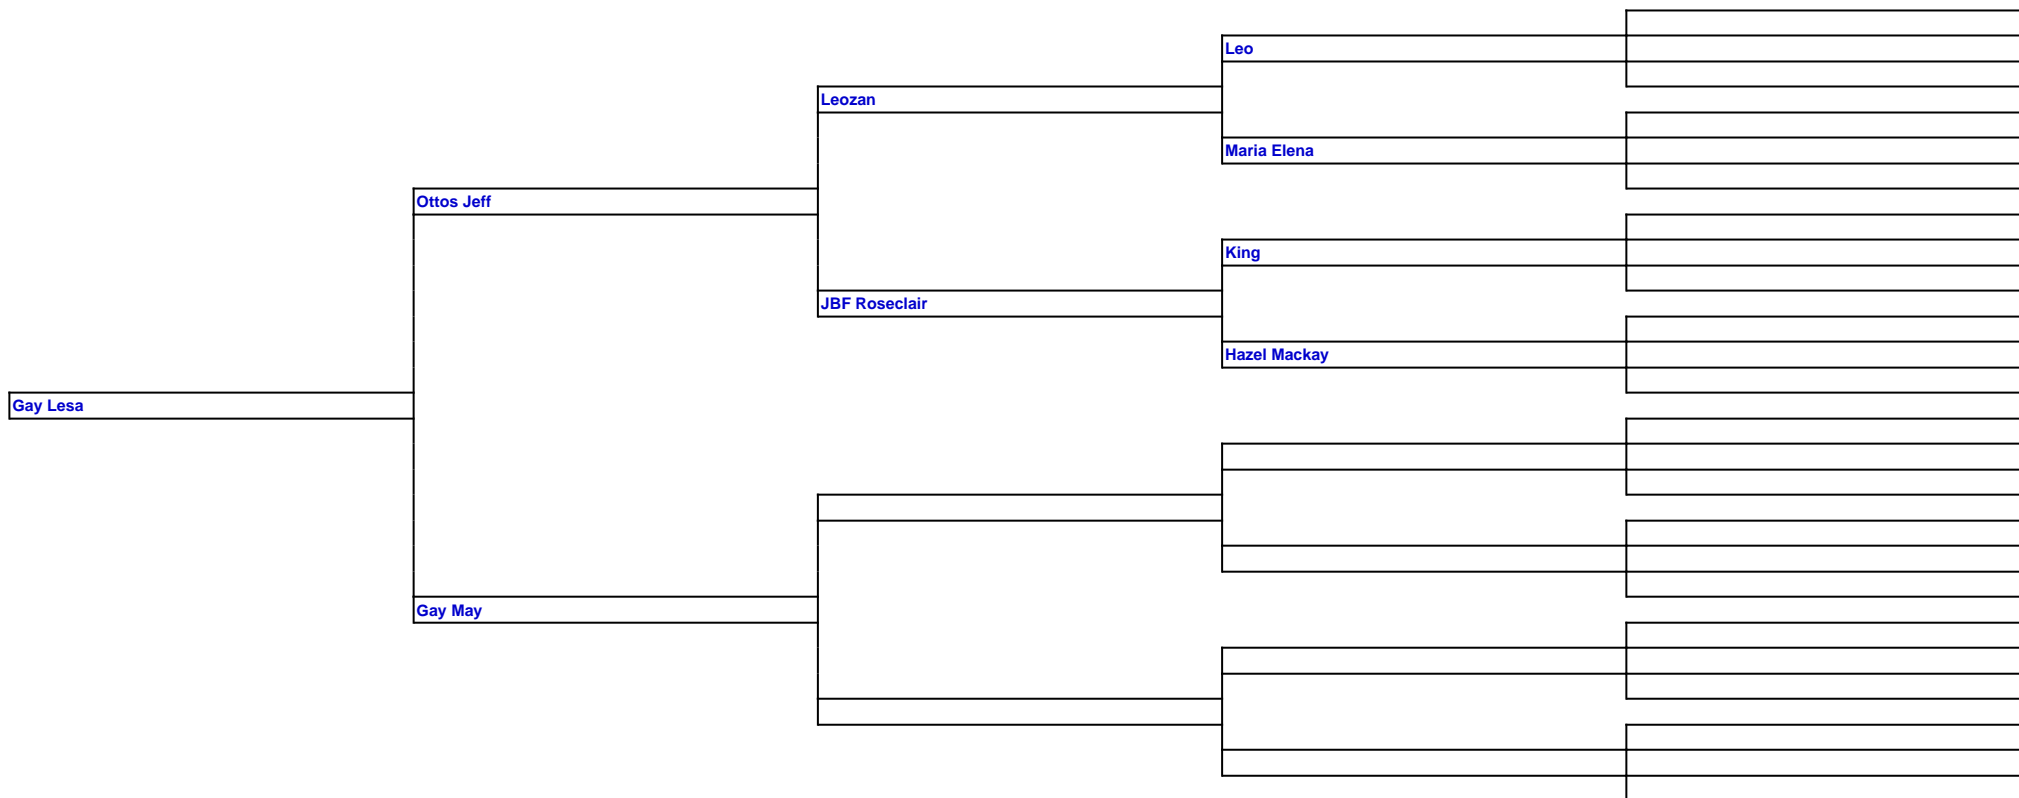 Leo
Leozan
Maria Elena
Ottos Jeff
King
JBF Roseclair
Hazel Mackay
Gay Lesa
Gay May